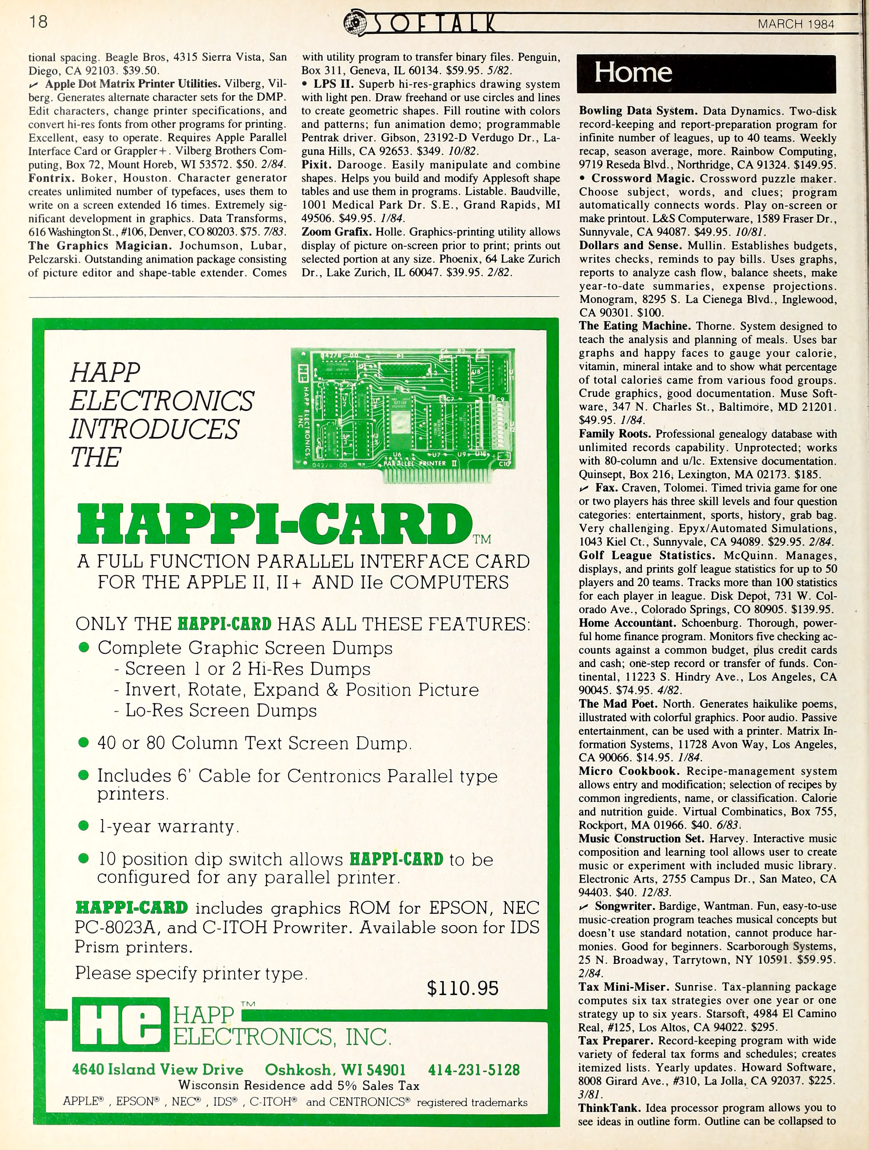 18
SOFTALK
MARCH 1984
tional spacing. Beagle Bros, 4315 Sierra Vista, San
Diego, CA 92103. $39.50.
✓ Apple Dot Matrix Printer Utilities. Vilberg, Vil-
berg. Generates alternate character sets for the DMP.
Edit characters, change printer specifications, and
convert hi-res fonts from other programs for printing.
Excellent, easy to operate. Requires Apple Parallel
Interface Card or Grappler+. Vilberg Brothers Com-
puting, Box 72, Mount Horeb, WI 53572. $50. 2/84.
Fontrix. Boker, Houston. Character generator
creates unlimited number of typefaces, uses them to
write on a screen extended 16 times. Extremely sig-
nificant development in graphics. Data Transforms,
616 Washington St., #106, Denver, CO 80203. $75. 7/83.
The Graphics Magician. Jochumson, Lubar,
Pelczarski. Outstanding animation package consisting
of picture editor and shape-table extender. Comes
with utility program to transfer binary files. Penguin,
Box 311, Geneva, IL 60134. $59.95. 5/82.
• LPS II. Superb hi-res-graphics drawing system
with light pen. Draw freehand or use circles and lines
to create geometric shapes. Fill routine with colors
and patterns; fun animation demo; programmable
Pentrak driver. Gibson, 23192-D Verdugo Dr., La-
guna Hills, CA 92653. $349. 10/82.
Pixit. Darooge. Easily manipulate and combine
shapes. Helps you build and modify Applesoft shape
tables and use them in programs. Listable. Baudville,
1001 Medical Park Dr. S.E., Grand Rapids, MI
49506. $49.95. 1/84.
Zoom Grafix. Holle. Graphics-printing utility allows
display of picture on-screen prior to print; prints out
selected portion at any size. Phoenix, 64 Lake Zurich
Dr., Lake Zurich, IL 60047. $39.95. 2/82.
HAPP
ELECTRONICS
INTRODUCES
THE
HAPP ELECTRONICS INC
PARALLEL PRINTER II
HAPPI-CARD TM
A FULL FUNCTION PARALLEL INTERFACE CARD
FOR THE APPLE II, II+ AND IIe COMPUTERS
ONLY THE HAPPI-CARD HAS ALL THESE FEATURES:
● Complete Graphic Screen Dumps
- Screen 1 or 2 Hi-Res Dumps
- Invert, Rotate, Expand & Position Picture
- Lo-Res Screen Dumps
● 40 or 80 Column Text Screen Dump.
● Includes 6' Cable for Centronics Parallel type
printers.
● 1-year warranty.
● 10 position dip switch allows HAPPI-CARD to be
configured for any parallel printer.
HAPPI-CARD includes graphics ROM for EPSON, NEC
PC-8023A, and C-ITOH Prowriter. Available soon for IDS
Prism printers.
Please specify printer type.
$110.95
He HAPP TM
ELECTRONICS, INC.
4640 Island View Drive Oshkosh, WI 54901 414-231-5128
Wisconsin Residence add 5% Sales Tax
APPLE® , EPSON® , NEC® , IDS® , C-ITOH® and CENTRONICS® registered trademarks
Home
Bowling Data System. Data Dynamics. Two-disk
record-keeping and report-preparation program for
infinite number of leagues, up to 40 teams. Weekly
recap, season average, more. Rainbow Computing,
9719 Reseda Blvd., Northridge, CA 91324. $149.95.
• Crossword Magic. Crossword puzzle maker.
Choose subject, words, and clues; program
automatically connects words. Play on-screen or
make printout. L&S Computerware, 1589 Fraser Dr.,
Sunnyvale, CA 94087. $49.95. 10/81.
Dollars and Sense. Mullin. Establishes budgets,
writes checks, reminds to pay bills. Uses graphs,
reports to analyze cash flow, balance sheets, make
year-to-date summaries, expense projections.
Monogram, 8295 S. La Cienega Blvd., Inglewood,
CA 90301. $100.
The Eating Machine. Thorne. System designed to
teach the analysis and planning of meals. Uses bar
graphs and happy faces to gauge your calorie,
vitamin, mineral intake and to show what percentage
of total calories came from various food groups.
Crude graphics, good documentation. Muse Soft-
ware, 347 N. Charles St., Baltimore, MD 21201.
$49.95. 1/84.
Family Roots. Professional genealogy database with
unlimited records capability. Unprotected; works
with 80-column and u/lc. Extensive documentation.
Quinsept, Box 216, Lexington, MA 02173. $185.
✓ Fax. Craven, Tolomei. Timed trivia game for one
or two players has three skill levels and four question
categories: entertainment, sports, history, grab bag.
Very challenging. Epyx/Automated Simulations,
1043 Kiel Ct., Sunnyvale, CA 94089. $29.95. 2/84.
Golf League Statistics. McQuinn. Manages,
displays, and prints golf league statistics for up to 50
players and 20 teams. Tracks more than 100 statistics
for each player in league. Disk Depot, 731 W. Col-
orado Ave., Colorado Springs, CO 80905. $139.95.
Home Accountant. Schoenburg. Thorough, power-
ful home finance program. Monitors five checking ac-
counts against a common budget, plus credit cards
and cash; one-step record or transfer of funds. Con-
tinental, 11223 S. Hindry Ave., Los Angeles, CA
90045. $74.95. 4/82.
The Mad Poet. North. Generates haikulike poems,
illustrated with colorful graphics. Poor audio. Passive
entertainment, can be used with a printer. Matrix In-
formation Systems, 11728 Avon Way, Los Angeles,
CA 90066. $14.95. 1/84.
Micro Cookbook. Recipe-management system
allows entry and modification; selection of recipes by
common ingredients, name, or classification. Calorie
and nutrition guide. Virtual Combinatics, Box 755,
Rockport, MA 01966. $40. 6/83.
Music Construction Set. Harvey. Interactive music
composition and learning tool allows user to create
music or experiment with included music library.
Electronic Arts, 2755 Campus Dr., San Mateo, CA
94403. $40. 12/83.
✓ Songwriter. Bardige, Wantman. Fun, easy-to-use
music-creation program teaches musical concepts but
doesn't use standard notation, cannot produce har-
monies. Good for beginners. Scarborough Systems,
25 N. Broadway, Tarrytown, NY 10591. $59.95.
2/84.
Tax Mini-Miser. Sunrise. Tax-planning package
computes six tax strategies over one year or one
strategy up to six years. Starsoft, 4984 El Camino
Real, #125, Los Altos, CA 94022. $295.
Tax Preparer. Record-keeping program with wide
variety of federal tax forms and schedules; creates
itemized lists. Yearly updates. Howard Software,
8008 Girard Ave., #310, La Jolla, CA 92037. $225.
3/81.
ThinkTank. Idea processor program allows you to
see ideas in outline form. Outline can be collapsed to